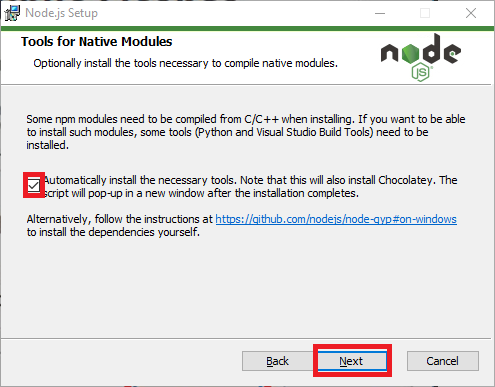 Node.js Setup
Tools for Native Modules
Optionally install the tools necessary to compile native modules.
node
JS
Some npm modules need to be compiled from C/C++ when installing. If you want to be able
to install such modules, some tools (Python and Visual Studio Build Tools) need to be
installed.
Automatically install the necessary tools. Note that this will also install Chocolatey. The
script will pop-up in a new window after the installation completes.
Alternatively, follow the instructions at https://github.com/nodejs/node-gyp#on-windows
to install the dependencies yourself.
Back Next Cancel